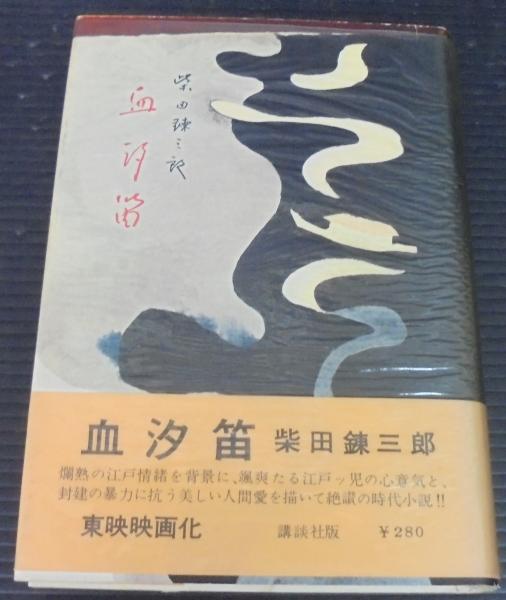 柴田錬三郎
血汐笛
血汐笛 柴田錬三郎
爛熟の江戸情緒を背景に、颯爽たる江戸ッ児の心意気と、
封建の暴力に抗う美しい人間愛を描いて絶讃の時代小説!!
東映映画化 講談社版 ¥280